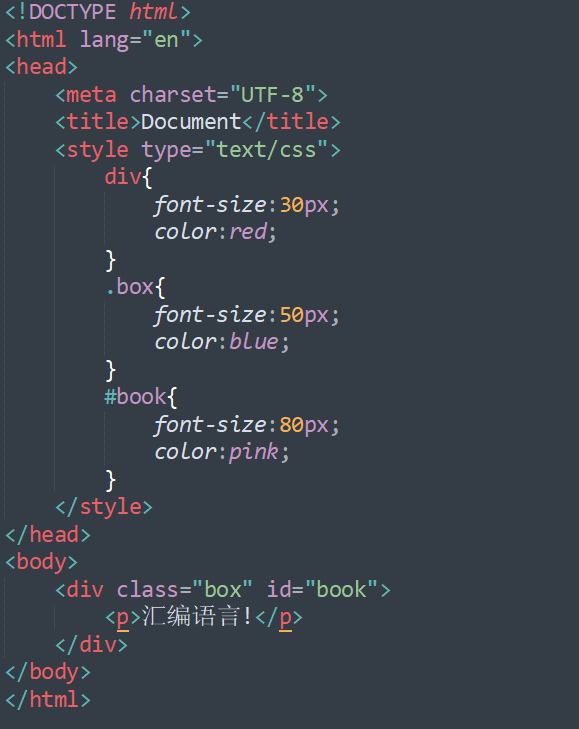 <!DOCTYPE html>
<html lang="en">
<head>
    <meta charset="UTF-8">
    <title>Document</title>
    <style type="text/css">
        div{
            font-size:30px;
            color:red;
        }
        .box{
            font-size:50px;
            color:blue;
        }
        #book{
            font-size:80px;
            color:pink;
        }
    </style>
</head>
<body>
    <div class="box" id="book">
        <p>汇编语言!</p>
    </div>
</body>
</html>